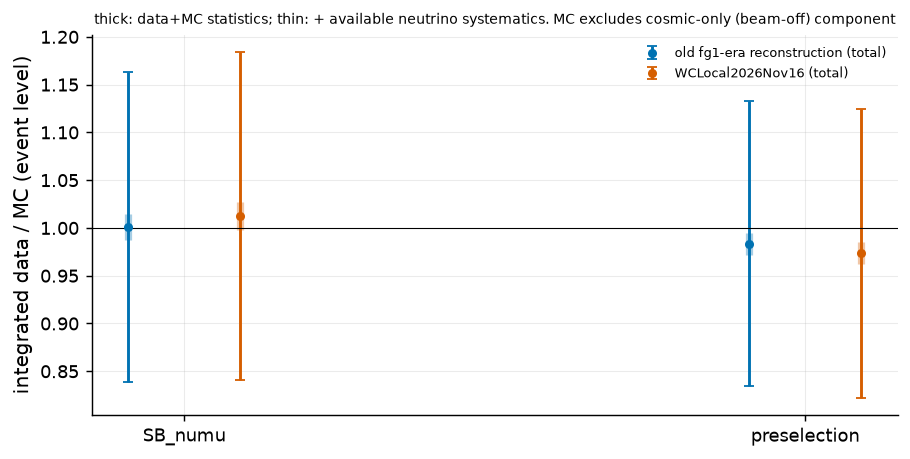 thick: data+MC statistics; thin: + available neutrino systematics. MC excludes cosmic-only (beam-off) component
integrated data / MC (event level)
1.20
1.15
1.10
1.05
1.00
0.95
0.90
0.85
old fg1-era reconstruction (total)
WCLocal2026Nov16 (total)
SB_numu
preselection